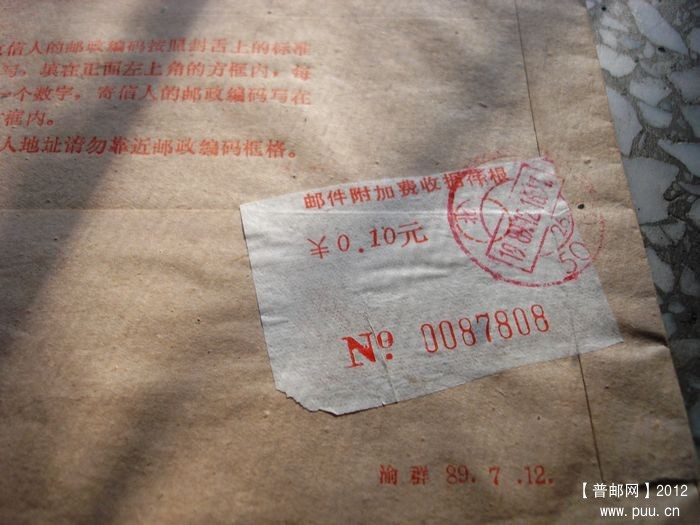 信人的邮政编码按照封舌上的标准
写，填在正面左上角的方框内，每
一个数字，寄信人的邮政编码写在
框内。
人地址请勿靠近邮政编码框格。
邮件附加费收据存根
￥0.10元
No. 0087808
渝群 89.7.12.
【普邮网】2012
www.puu.cn